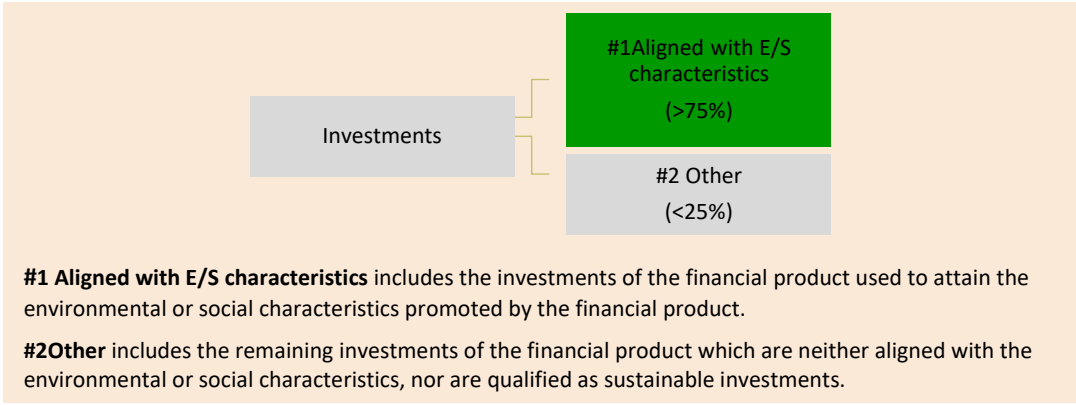 #1Aligned with E/S
characteristics
(>75%)
Investments
#2 Other
(<25%)
#1 Aligned with E/S characteristics includes the investments of the financial product used to attain the
environmental or social characteristics promoted by the financial product.
#2Other includes the remaining investments of the financial product which are neither aligned with the
environmental or social characteristics, nor are qualified as sustainable investments.